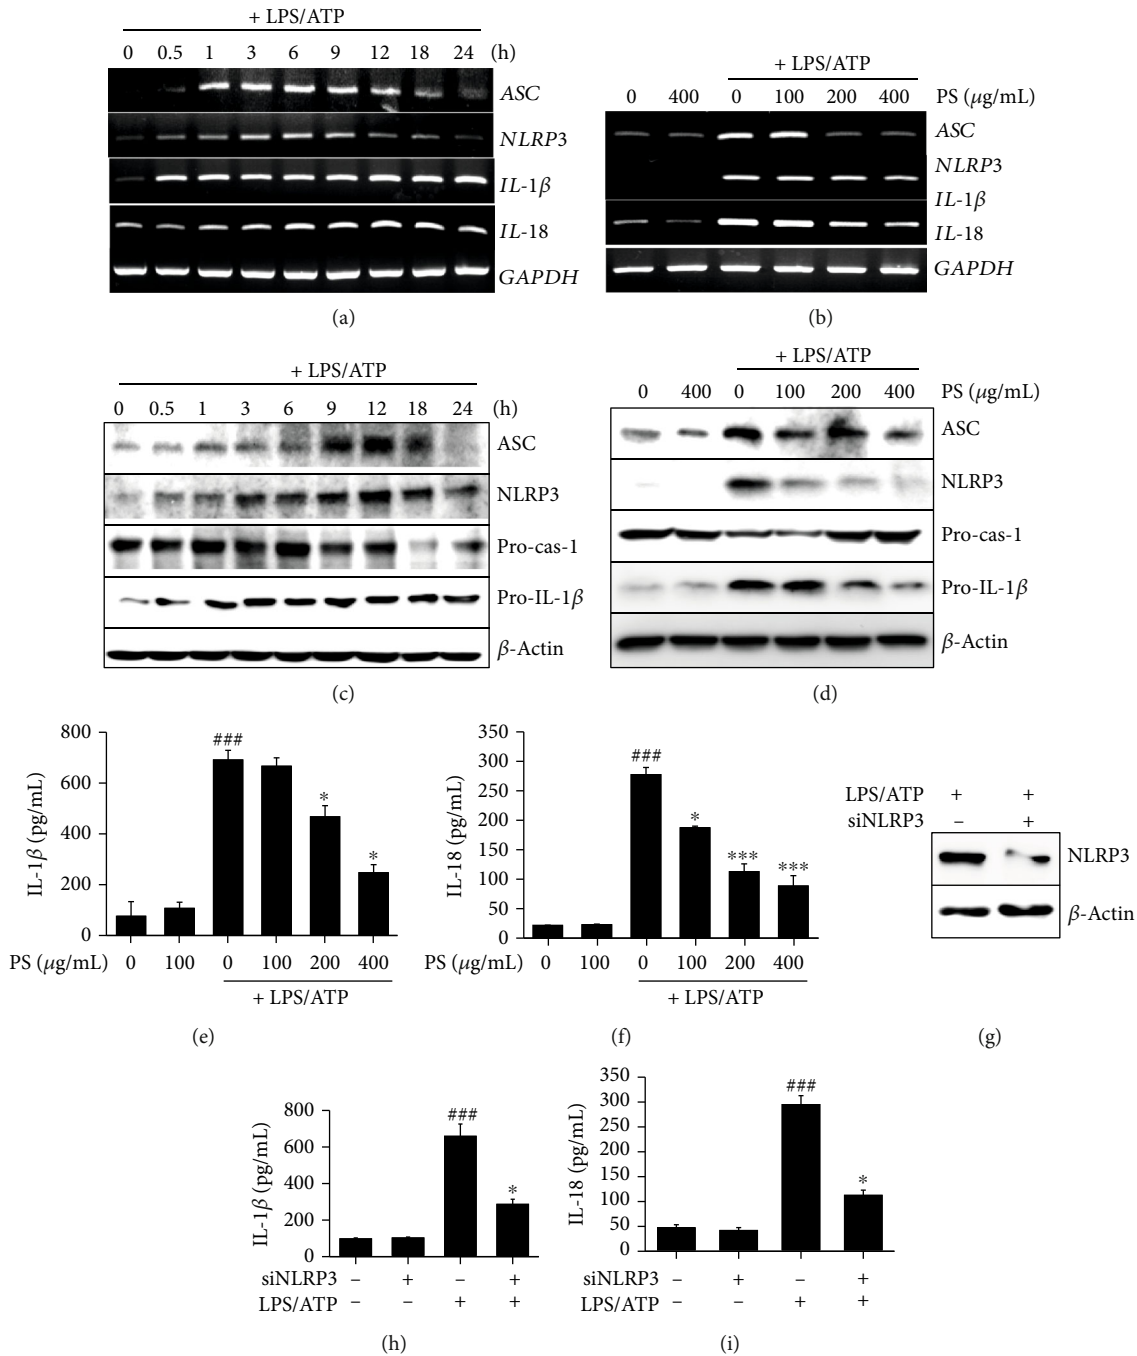 + LPS/ATP
0 0.5 1 3 6 9 12 18 24 (h)
ASC
NLRP3
IL-1β
IL-18
GAPDH
(a)
+ LPS/ATP
0 400 0 100 200 400 PS (μg/mL)
ASC
NLRP3
IL-1β
IL-18
GAPDH
(b)
+ LPS/ATP
0 0.5 1 3 6 9 12 18 24 (h)
ASC
NLRP3
Pro-cas-1
Pro-IL-1β
β-Actin
(c)
+ LPS/ATP
0 400 0 100 200 400 PS (μg/mL)
ASC
NLRP3
Pro-cas-1
Pro-IL-1β
β-Actin
(d)
IL-1β (pg/mL)
800
600
400
200
0
###
*
*
PS (μg/mL) 0 100 0 100 200 400
+ LPS/ATP
(e)
IL-18 (pg/mL)
350
300
250
200
150
100
50
0
###
*
***
***
PS (μg/mL) 0 100 0 100 200 400
+ LPS/ATP
(f)
LPS/ATP + +
siNLRP3 – +
NLRP3
β-Actin
(g)
IL-1β (pg/mL)
800
600
400
200
0
###
*
siNLRP3 – + – +
LPS/ATP – – + +
(h)
IL-18 (pg/mL)
350
300
250
200
150
100
50
0
###
*
siNLRP3 – + – +
LPS/ATP – – + +
(i)